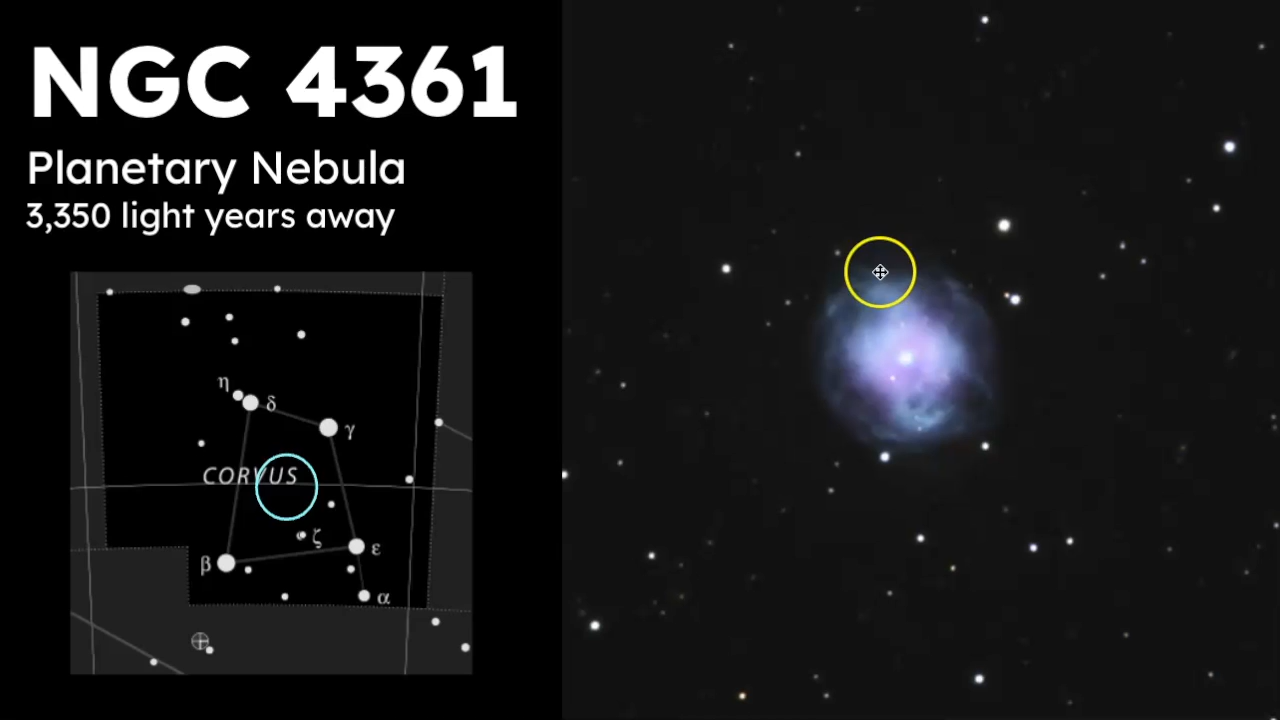 NGC 4361
Planetary Nebula
3,350 light years away
η
δ
γ
CORVUS
ζ
ε
β
α